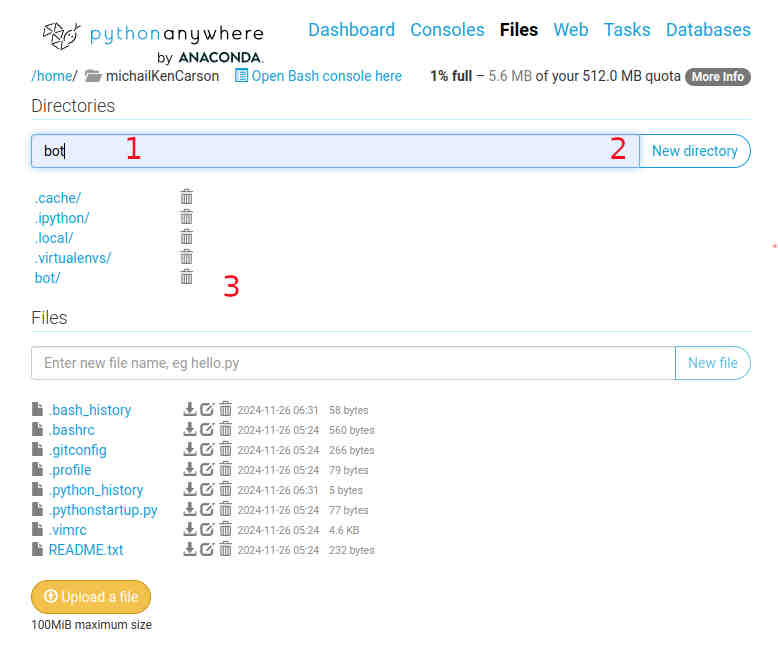 pythonanywhere
by ANACONDA.
Dashboard Consoles Files Web Tasks Databases
/home/ michailKenCarson Open Bash console here 1% full – 5.6 MB of your 512.0 MB quota More Info
Directories
bot 1 2 New directory
.cache/
.ipython/
.local/
.virtualenvs/
bot/ 3
Files
Enter new file name, eg hello.py New file
.bash_history 2024-11-26 06:31 58 bytes
.bashrc 2024-11-26 05:24 560 bytes
.gitconfig 2024-11-26 05:24 266 bytes
.profile 2024-11-26 05:24 79 bytes
.python_history 2024-11-26 06:31 5 bytes
.pythonstartup.py 2024-11-26 05:24 77 bytes
.vimrc 2024-11-26 05:24 4.6 KB
README.txt 2024-11-26 05:24 232 bytes
Upload a file
100MiB maximum size